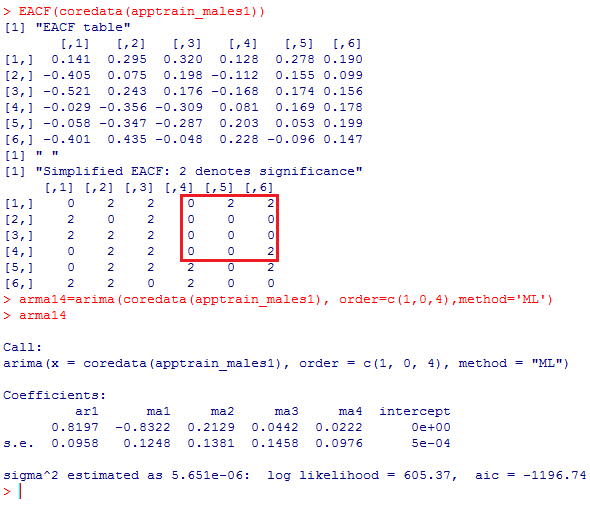 > EACF(coredata(apptrain_males1))
[1] "EACF table"
[,1] [,2] [,3] [,4] [,5] [,6]
[1,] 0.141 0.295 0.320 0.128 0.278 0.190
[2,] -0.405 0.075 0.198 -0.112 0.155 0.099
[3,] -0.521 0.243 0.176 -0.168 0.174 0.156
[4,] -0.029 -0.356 -0.309 0.081 0.169 0.178
[5,] -0.058 -0.347 -0.287 0.203 0.053 0.199
[6,] -0.401 0.435 -0.048 0.228 -0.096 0.147
[1] " "
[1] "Simplified EACF: 2 denotes significance"
[,1] [,2] [,3] [,4] [,5] [,6]
[1,] 0 2 2 0 2 2
[2,] 2 0 2 0 0 0
[3,] 2 2 2 0 0 0
[4,] 0 2 2 0 0 2
[5,] 0 2 2 2 0 2
[6,] 2 2 0 2 0 0
> arma14=arima(coredata(apptrain_males1), order=c(1,0,4),method='ML')
> arma14
Call:
arima(x = coredata(apptrain_males1), order = c(1, 0, 4), method = "ML")
Coefficients:
ar1 ma1 ma2 ma3 ma4 intercept
0.8197 -0.8322 0.2129 0.0442 0.0222 0e+00
s.e. 0.0958 0.1248 0.1381 0.1458 0.0976 5e-04
sigma^2 estimated as 5.651e-06: log likelihood = 605.37, aic = -1196.74
>